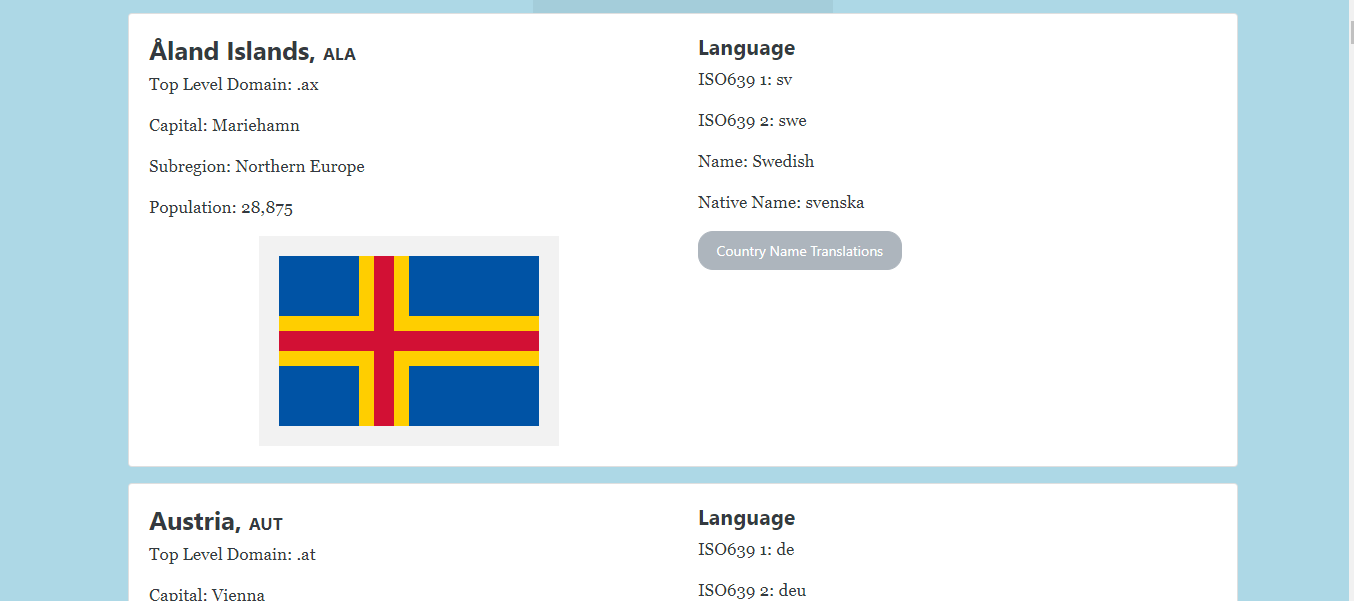 Åland Islands, ALA
Top Level Domain: .ax
Capital: Mariehamn
Subregion: Northern Europe
Population: 28,875
Language
ISO639 1: sv
ISO639 2: swe
Name: Swedish
Native Name: svenska
Country Name Translations
Austria, AUT
Top Level Domain: .at
Capital: Vienna
Language
ISO639 1: de
ISO639 2: deu